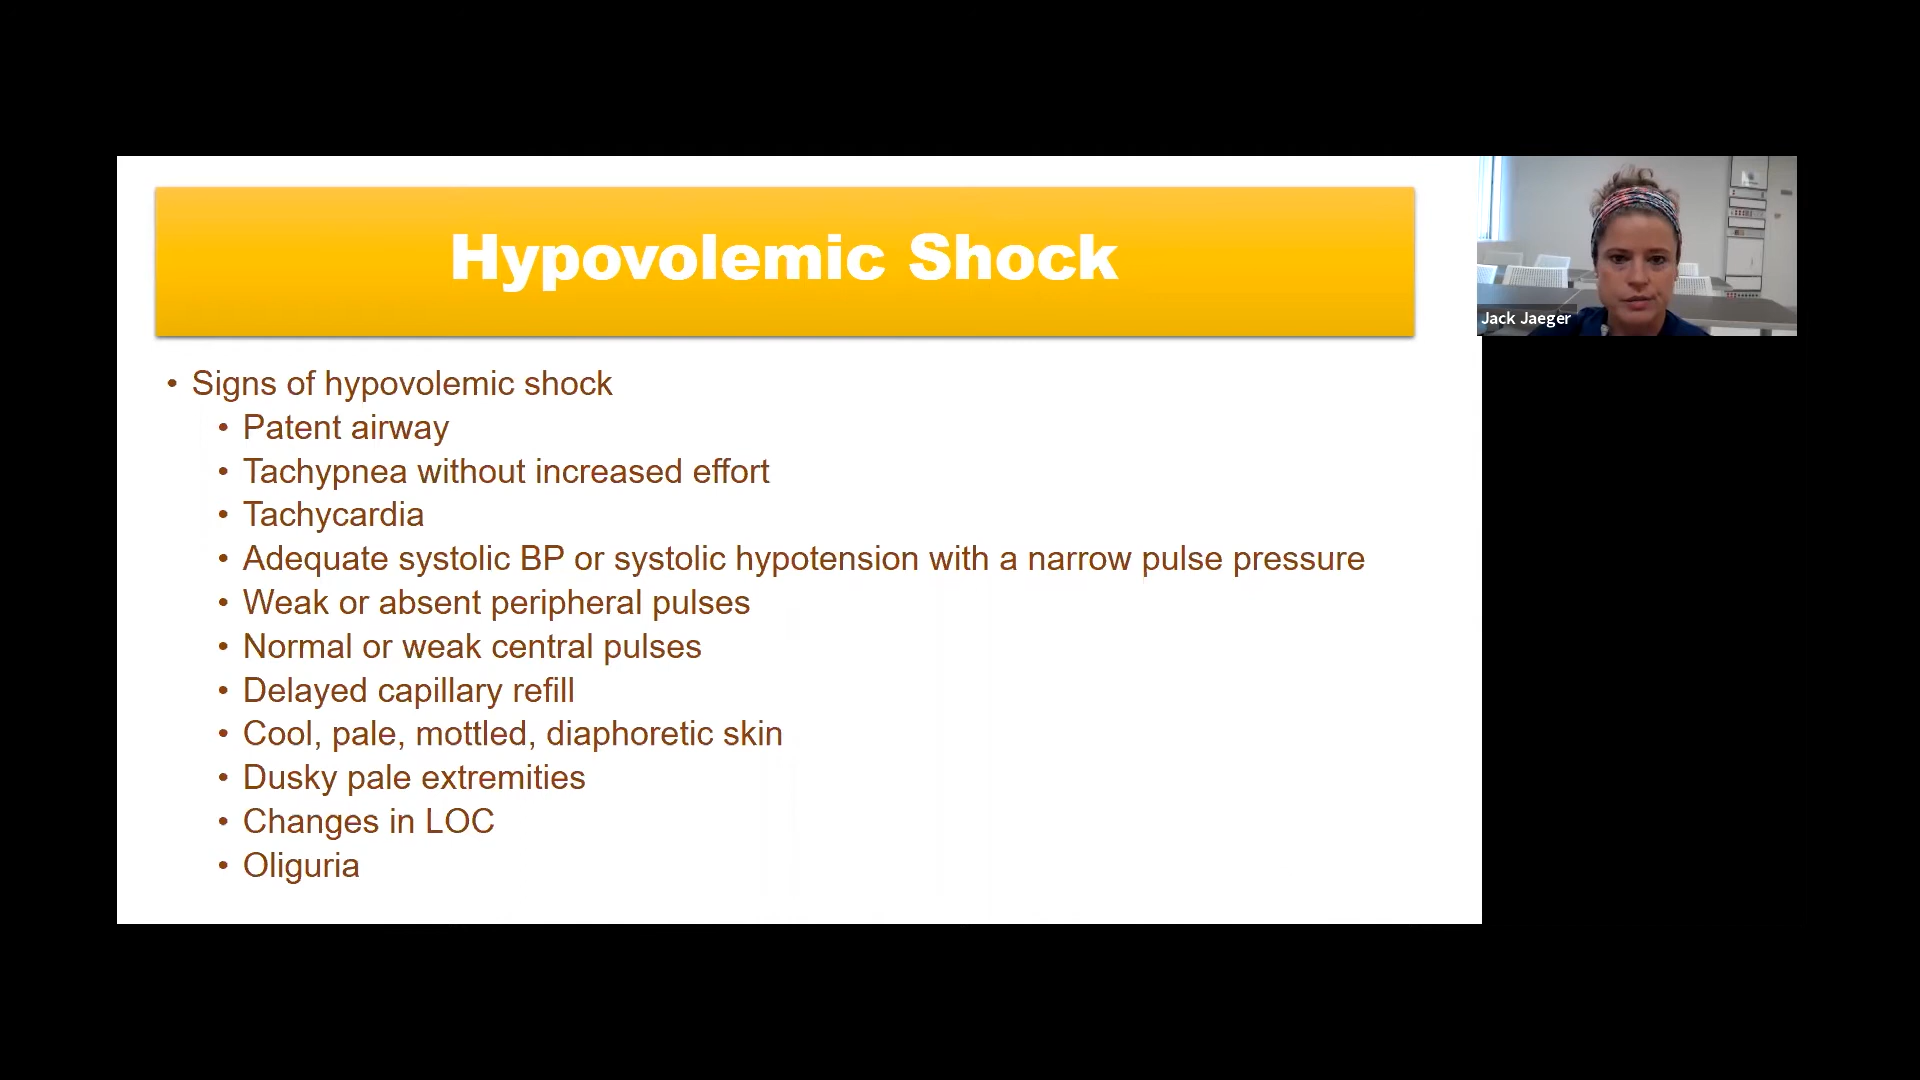 Hypovolemic Shock
Jack Jaeger
• Signs of hypovolemic shock
• Patent airway
• Tachypnea without increased effort
• Tachycardia
• Adequate systolic BP or systolic hypotension with a narrow pulse pressure
• Weak or absent peripheral pulses
• Normal or weak central pulses
• Delayed capillary refill
• Cool, pale, mottled, diaphoretic skin
• Dusky pale extremities
• Changes in LOC
• Oliguria